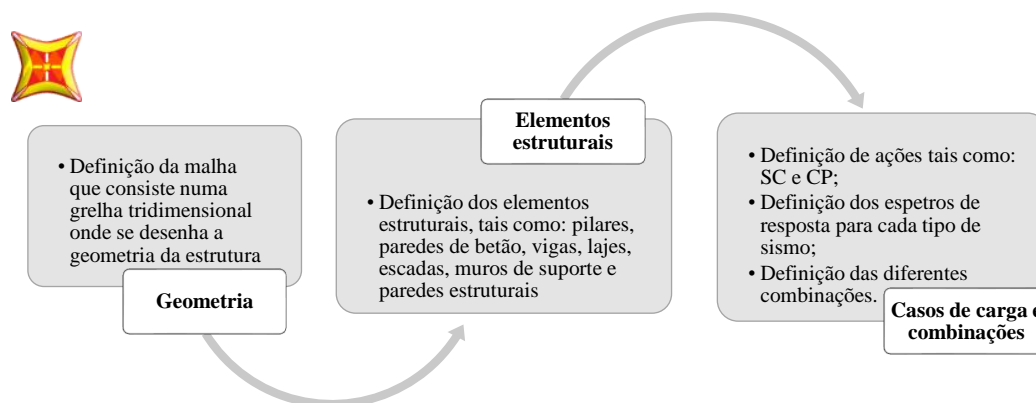 • Definição da malha
que consiste numa
grelha tridimensional
onde se desenha a
geometria da estrutura
Geometria
Elementos
estruturais
• Definição dos elementos
estruturais, tais como: pilares,
paredes de betão, vigas, lajes,
escadas, muros de suporte e
paredes estruturais
• Definição de ações tais como:
SC e CP;
• Definição dos espetros de
resposta para cada tipo de
sismo;
• Definição das diferentes
combinações.
Casos de carga e
combinações